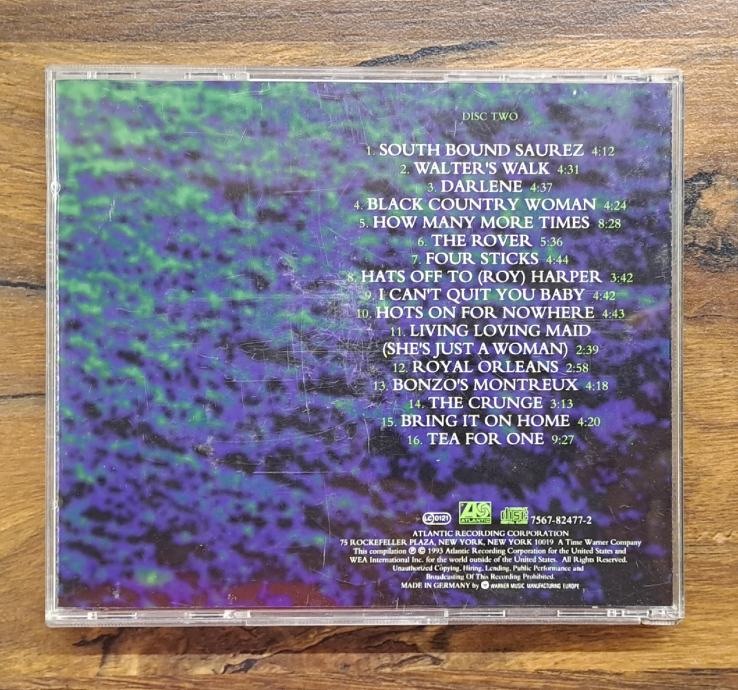 DISC TWO
1. SOUTH BOUND SAUREZ 4:12
2. WALTER'S WALK 4:31
3. DARLENE 4:37
4. BLACK COUNTRY WOMAN 4:24
5. HOW MANY MORE TIMES 8:28
6. THE ROVER 5:36
7. FOUR STICKS 4:44
8. HATS OFF TO (ROY) HARPER 3:42
9. I CAN'T QUIT YOU BABY 4:42
10. HOTS ON FOR NOWHERE 4:43
11. LIVING LOVING MAID
(SHE'S JUST A WOMAN) 2:39
12. ROYAL ORLEANS 2:58
13. BONZO'S MONTREUX 4:18
14. THE CRUNGE 3:13
15. BRING IT ON HOME 4:20
16. TEA FOR ONE 9:27
LC 0121 ATLANTIC COMPACT disc DIGITAL AUDIO 7567-82477-2
ATLANTIC RECORDING CORPORATION
75 ROCKEFELLER PLAZA, NEW YORK, NEW YORK 10019 A Time Warner Company
This compilation ℗ © 1993 Atlantic Recording Corporation for the United States and
WEA International Inc. for the world outside of the United States. All Rights Reserved.
Unauthorized Copying, Hiring, Lending, Public Performance and
Broadcasting Of This Recording Prohibited.
MADE IN GERMANY by WARNER MUSIC MANUFACTURING EUROPE